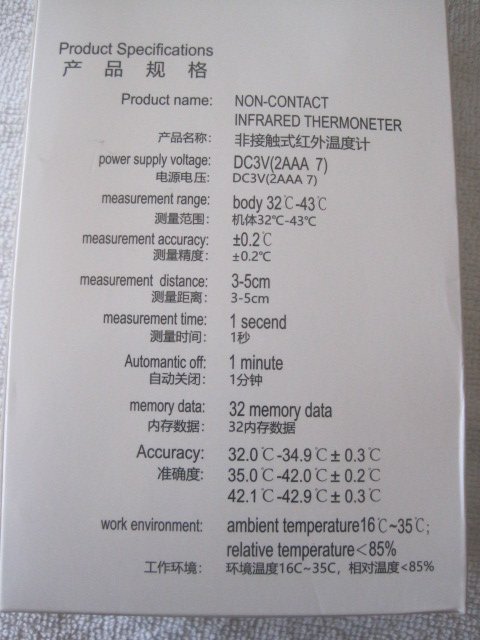 Product Specifications
产 品 规 格
Product name: NON-CONTACT
INFRARED THERMONETER
产品名称: 非接触式红外温度计
power supply voltage: DC3V(2AAA 7)
电源电压: DC3V(2AAA 7)
measurement range: body 32℃-43℃
测量范围: 机体32℃-43℃
measurement accuracy: ±0.2℃
测量精度: ±0.2℃
measurement distance: 3-5cm
测量距离: 3-5cm
measurement time: 1 secend
测量时间: 1秒
Automantic off: 1 minute
自动关闭: 1分钟
memory data: 32 memory data
内存数据: 32内存数据
Accuracy: 32.0℃-34.9℃± 0.3℃
准确度: 35.0℃-42.0℃± 0.2℃
42.1℃-42.9℃± 0.3℃
work environment: ambient temperature16℃~35℃;
relative temperature<85%
工作环境: 环境温度16C~35C，相对温度<85%